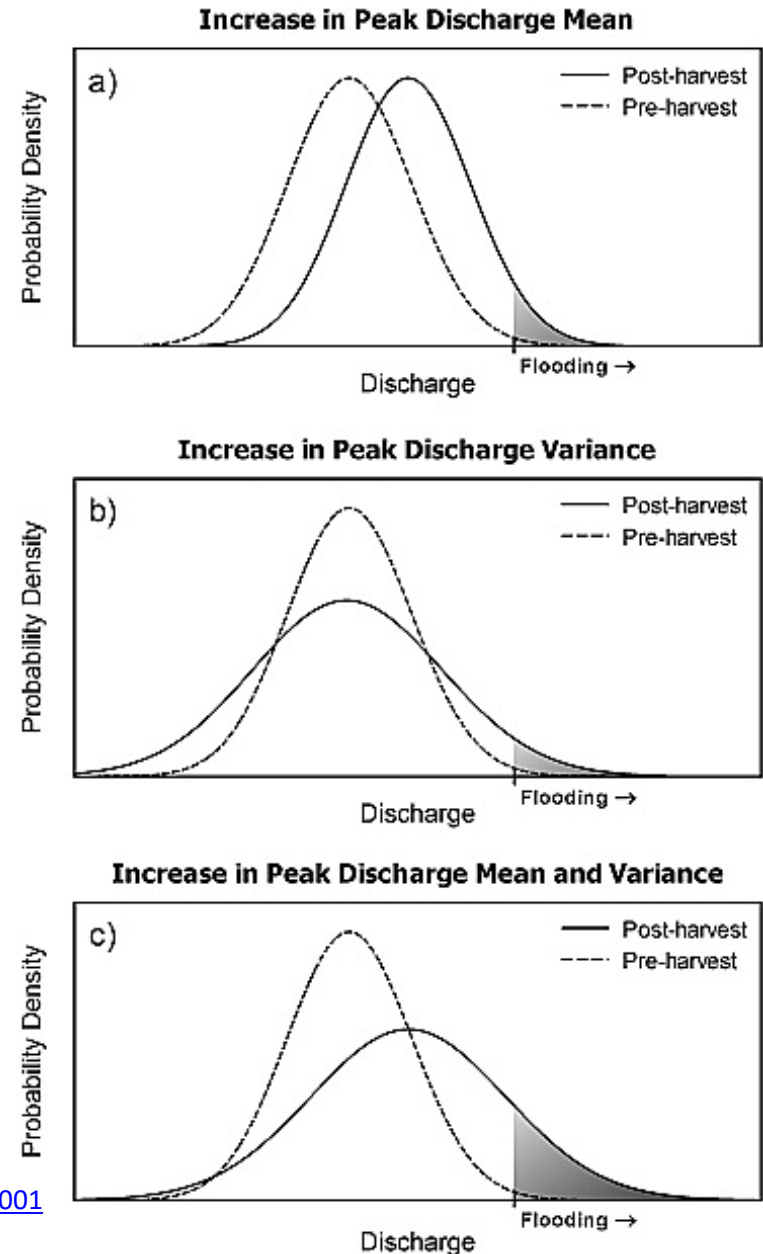 Increase in Peak Discharge Mean
a)
Post-harvest
Pre-harvest
Probability Density
Flooding →
Discharge
Increase in Peak Discharge Variance
b)
Post-harvest
Pre-harvest
Probability Density
Flooding →
Discharge
Increase in Peak Discharge Mean and Variance
c)
Post-harvest
Pre-harvest
Probability Density
001
Flooding →
Discharge